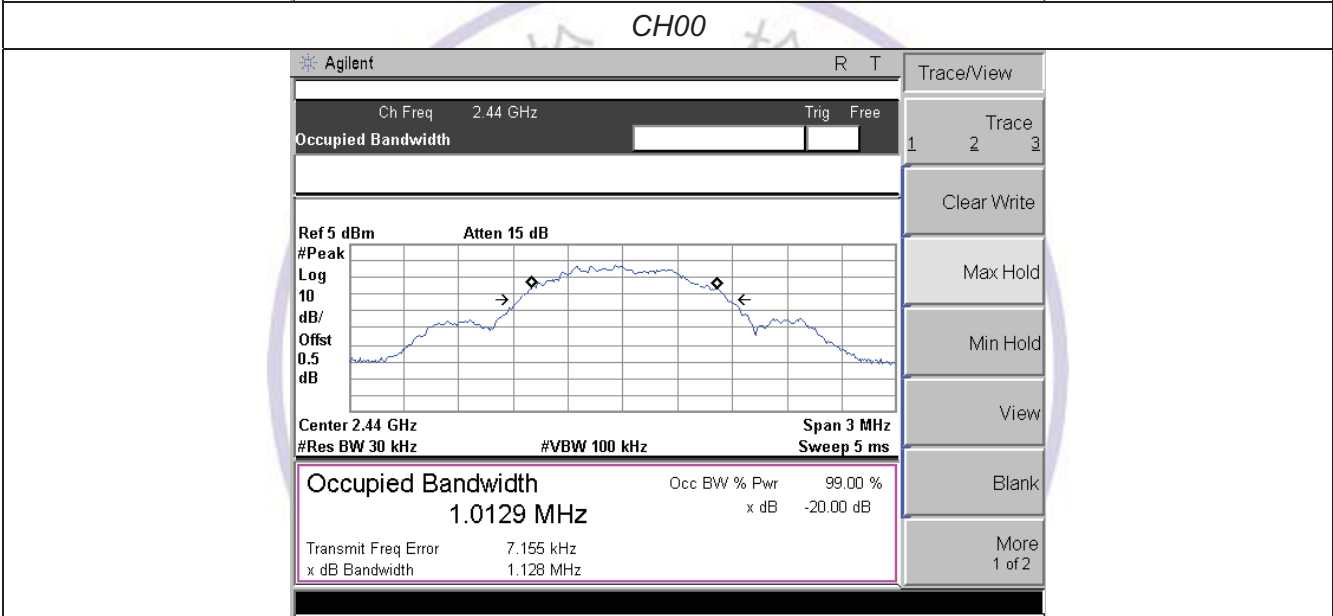 CH00
Agilent R T
Trace/View
Ch Freq 2.44 GHz Trig Free
Occupied Bandwidth
Trace
1 2 3
Clear Write
Max Hold
Min Hold
View
Blank
More
1 of 2
Ref 5 dBm Atten 15 dB
#Peak
Log
10
dB/
Offst
0.5
dB
Center 2.44 GHz Span 3 MHz
#Res BW 30 kHz #VBW 100 kHz Sweep 5 ms
Occupied Bandwidth Occ BW % Pwr 99.00 %
1.0129 MHz x dB -20.00 dB
Transmit Freq Error 7.155 kHz
x dB Bandwidth 1.128 MHz